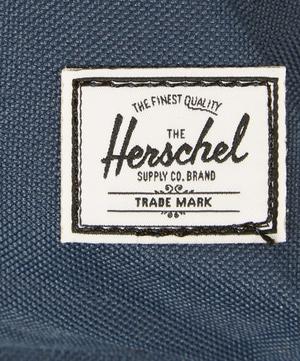 THE FINEST QUALITY
THE
Herschel
SUPPLY CO. BRAND
TRADE MARK